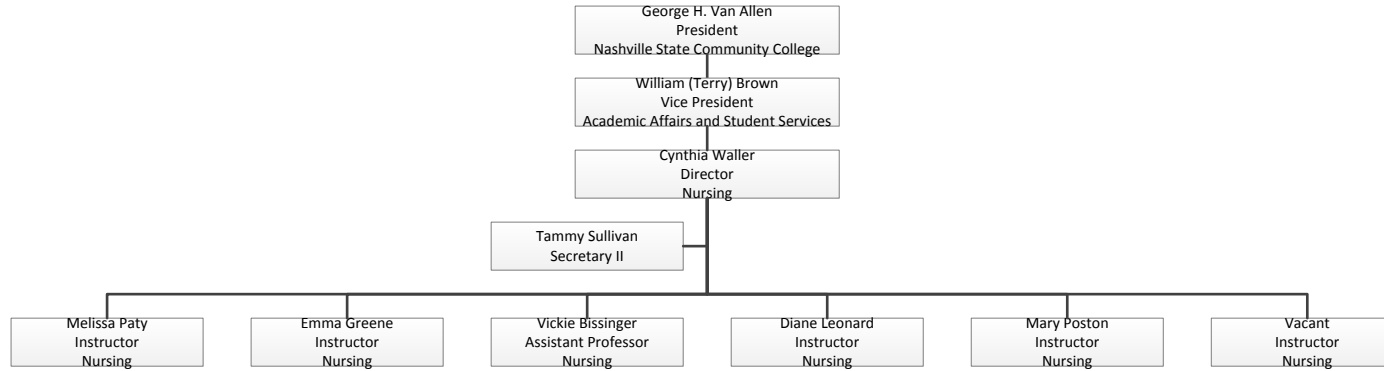 George H. Van Allen
President
Nashville State Community College
William (Terry) Brown
Vice President
Academic Affairs and Student Services
Cynthia Waller
Director
Nursing
Tammy Sullivan
Secretary II
Melissa Paty
Instructor
Nursing
Emma Greene
Instructor
Nursing
Vickie Bissinger
Assistant Professor
Nursing
Diane Leonard
Instructor
Nursing
Mary Poston
Instructor
Nursing
Vacant
Instructor
Nursing